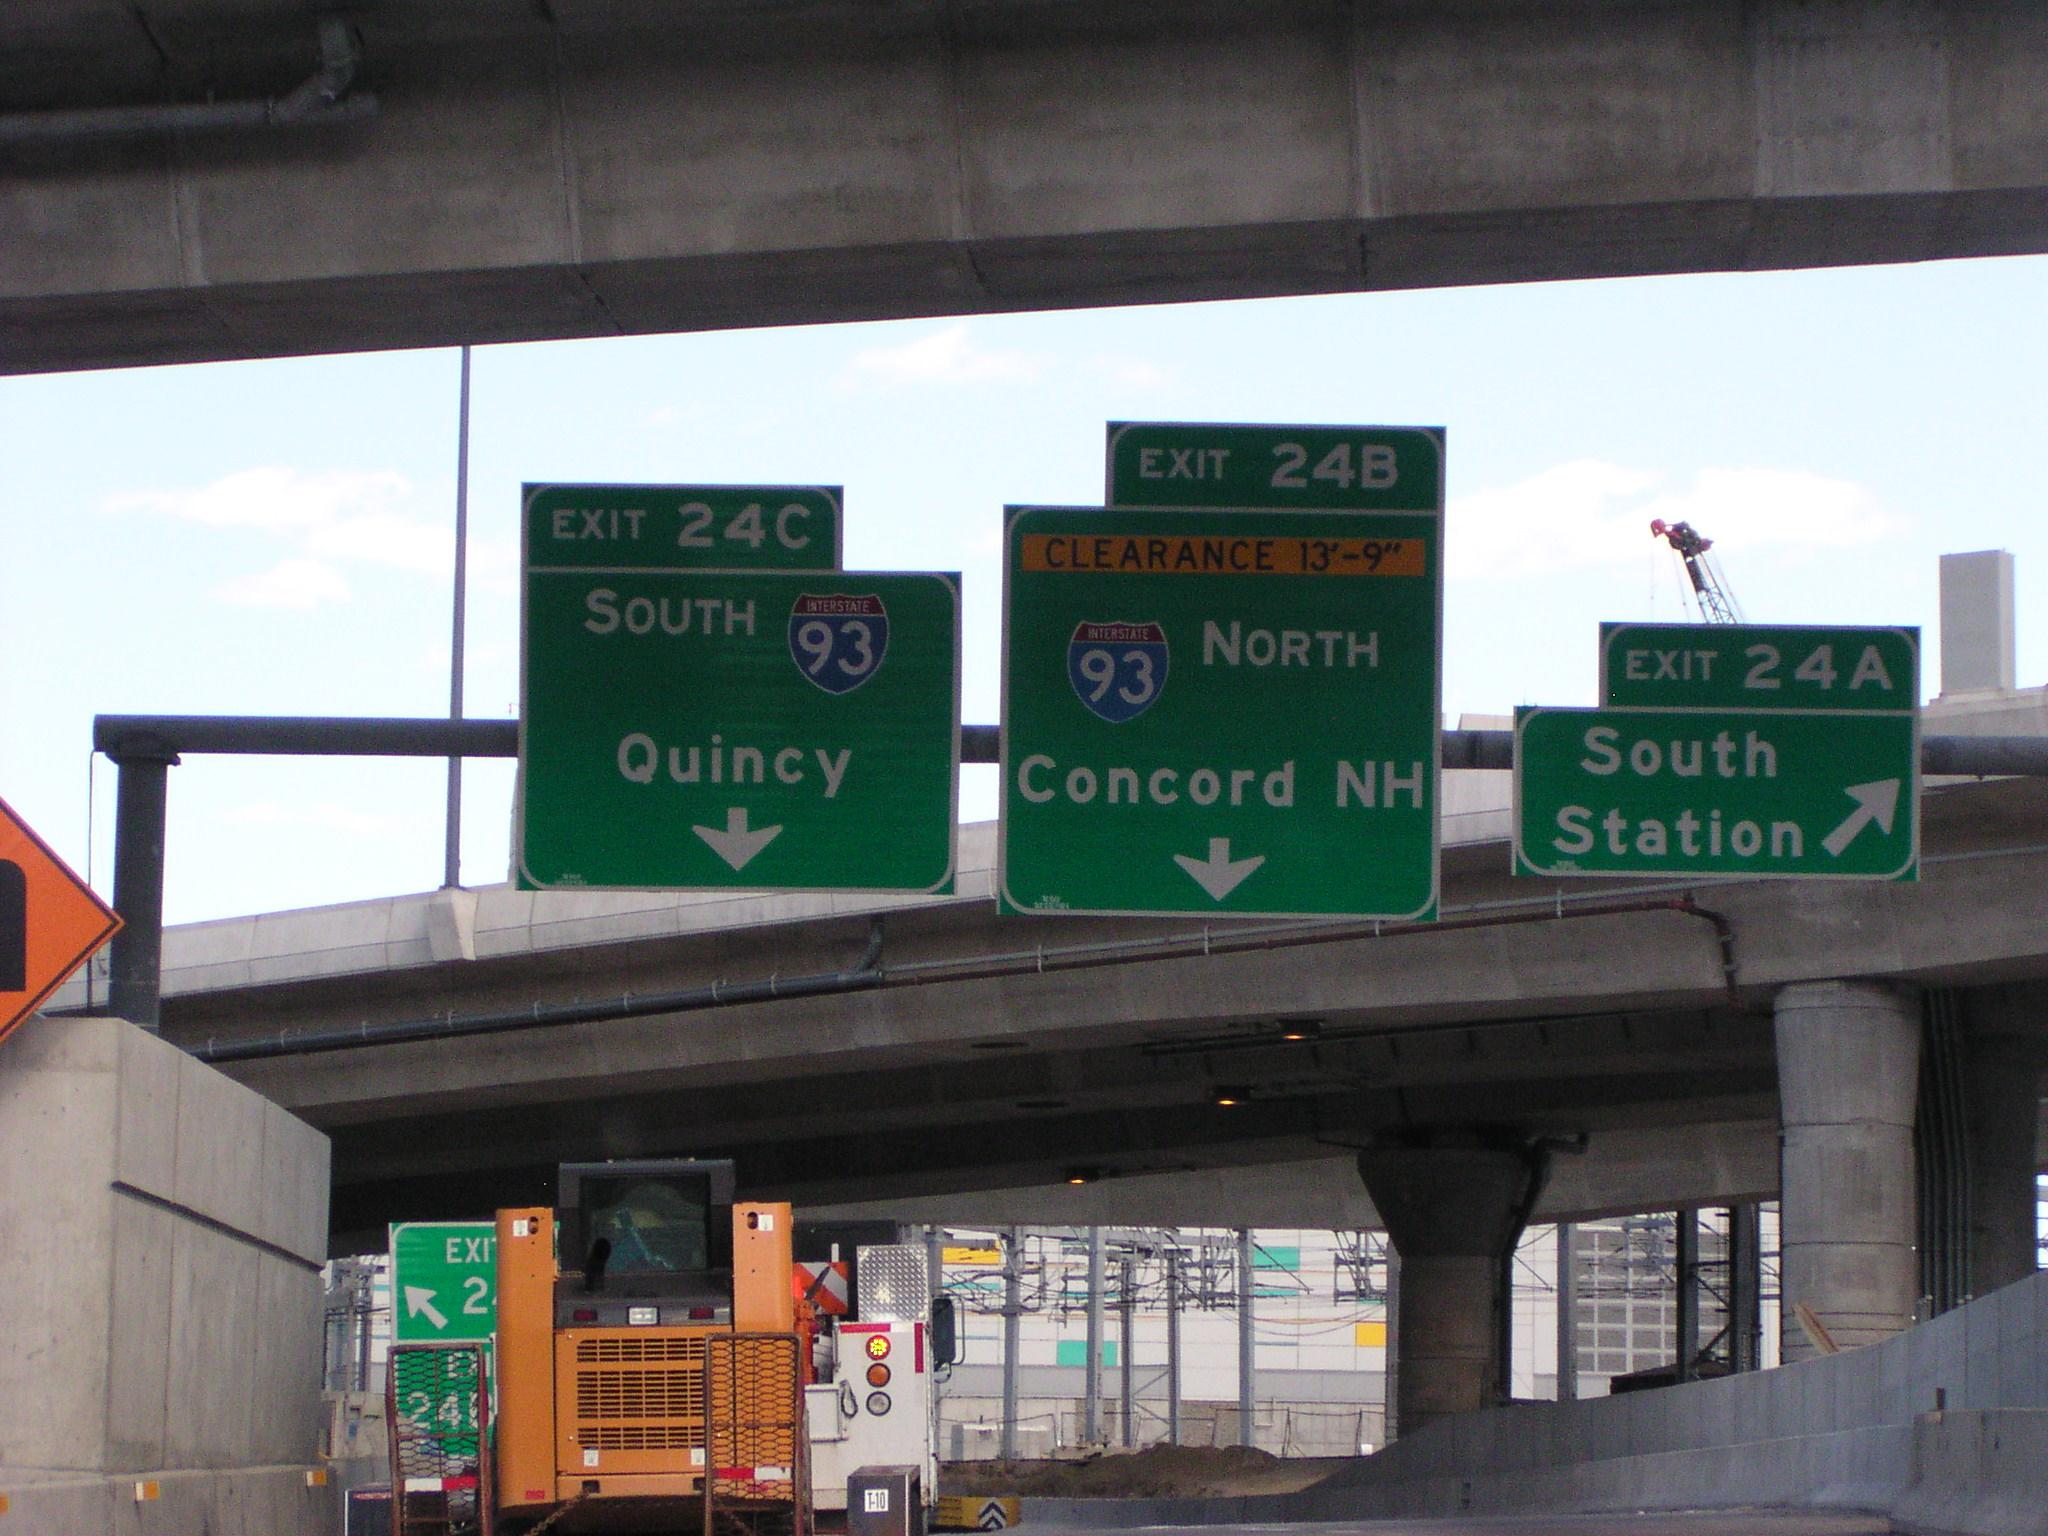 EXIT 24C
SOUTH INTERSTATE 93
Quincy
EXIT 24B
CLEARANCE 13'-9"
INTERSTATE 93 NORTH
Concord NH
EXIT 24A
South
Station
T-10